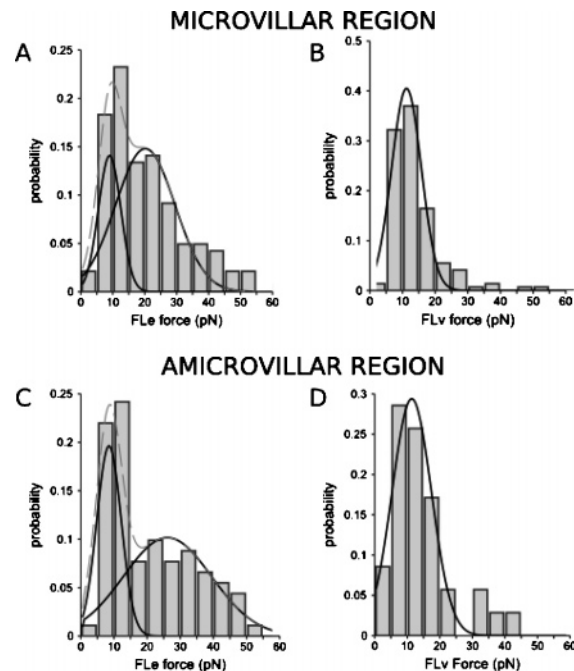 MICROVILLAR REGION
A
B
0.25
0.2
0.15
0.1
0.05
0
probability
0 10 20 30 40 50 60
FLe force (pN)
0.5
0.4
0.3
0.2
0.1
0
probability
0 10 20 30 40 50 60
FLv force (pN)
AMICROVILLAR REGION
C
D
0.25
0.2
0.15
0.1
0.05
0
probability
0 10 20 30 40 50 60
FLe force (pN)
0.3
0.25
0.2
0.15
0.1
0.05
0
probability
0 10 20 30 40 50 60
FLv Force (pN)